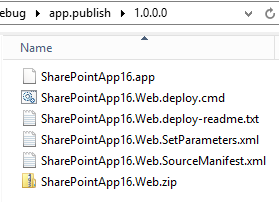 ebug ▸ app.publish ▸ 1.0.0.0
Name
SharePointApp16.app
SharePointApp16.Web.deploy.cmd
SharePointApp16.Web.deploy-readme.txt
SharePointApp16.Web.SetParameters.xml
SharePointApp16.Web.SourceManifest.xml
SharePointApp16.Web.zip